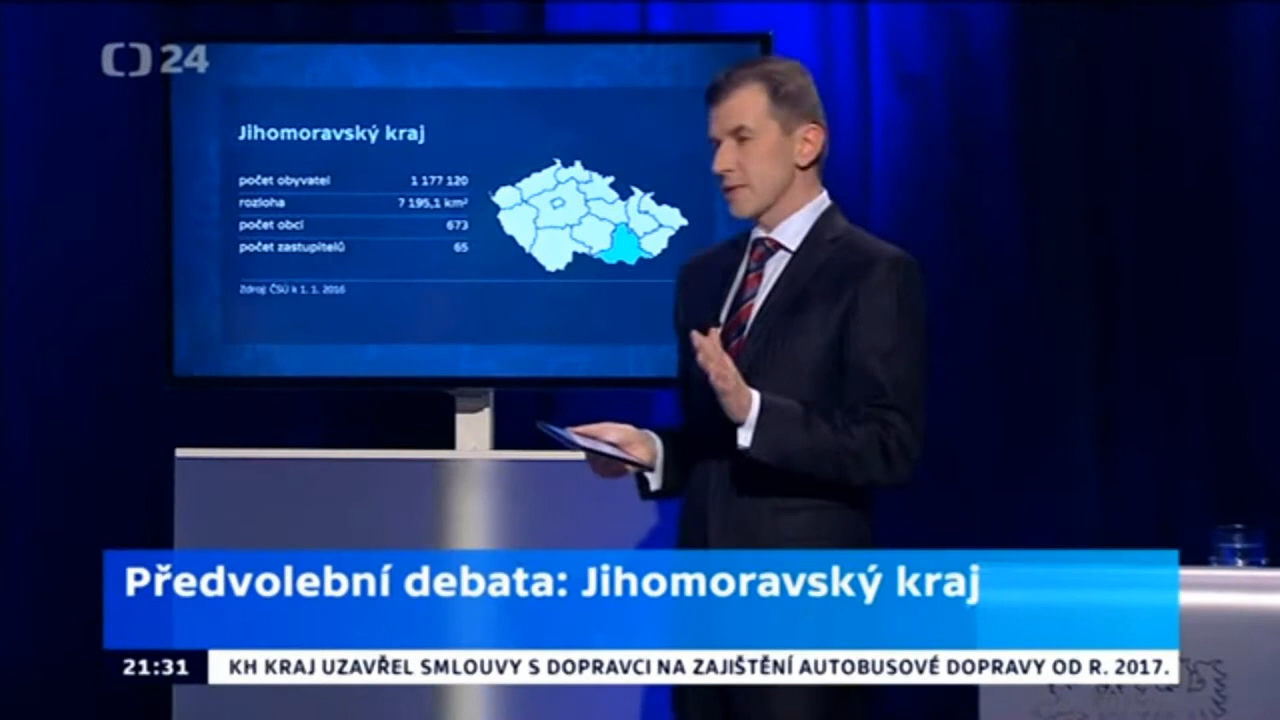 24
Jihomoravský kraj
počet obyvatel 1 177 120
rozloha 7 195,1 km²
počet obcí 673
počet zastupitelů 65
Zdroj: ČSÚ k 1. 1. 2016
Předvolební debata: Jihomoravský kraj
21:31 KH KRAJ UZAVŘEL SMLOUVY S DOPRAVCI NA ZAJIŠTĚNÍ AUTOBUSOVÉ DOPRAVY OD R. 2017.